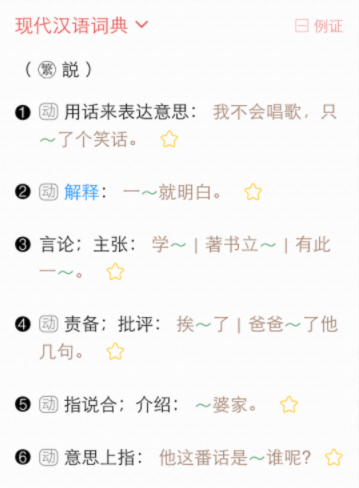 现代汉语词典 例证
（ 繁 説 ）
❶ 动 用话来表达意思： 我不会唱歌，只
～了个笑话。
❷ 动 解释： 一～就明白。
❸ 言论；主张： 学～ | 著书立～ | 有此
一～。
❹ 动 责备；批评： 挨～了 | 爸爸～了他
几句。
❺ 动 指说合；介绍： ～婆家。
❻ 动 意思上指： 他这番话是～谁呢？